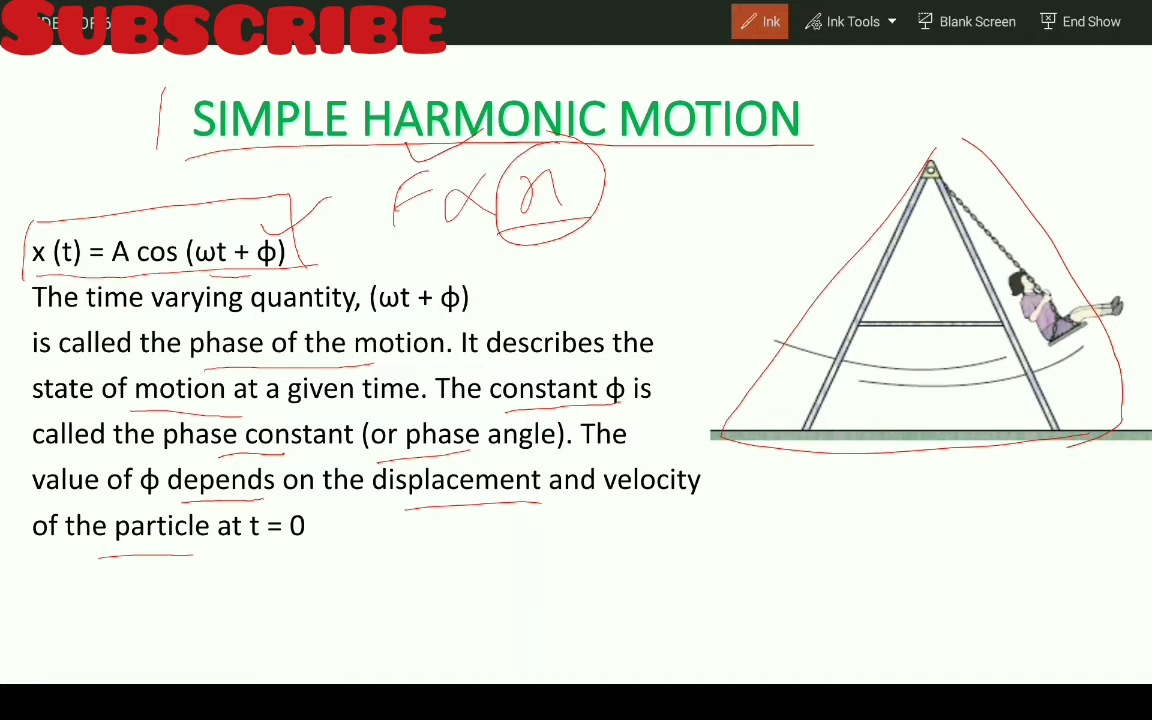 SUBSCRIBE
Ink
Ink Tools
Blank Screen
End Show
SIMPLE HARMONIC MOTION
F ∝ x
x (t) = A cos (ωt + ϕ)
The time varying quantity, (ωt + ϕ)
is called the phase of the motion. It describes the
state of motion at a given time. The constant ϕ is
called the phase constant (or phase angle). The
value of ϕ depends on the displacement and velocity
of the particle at t = 0